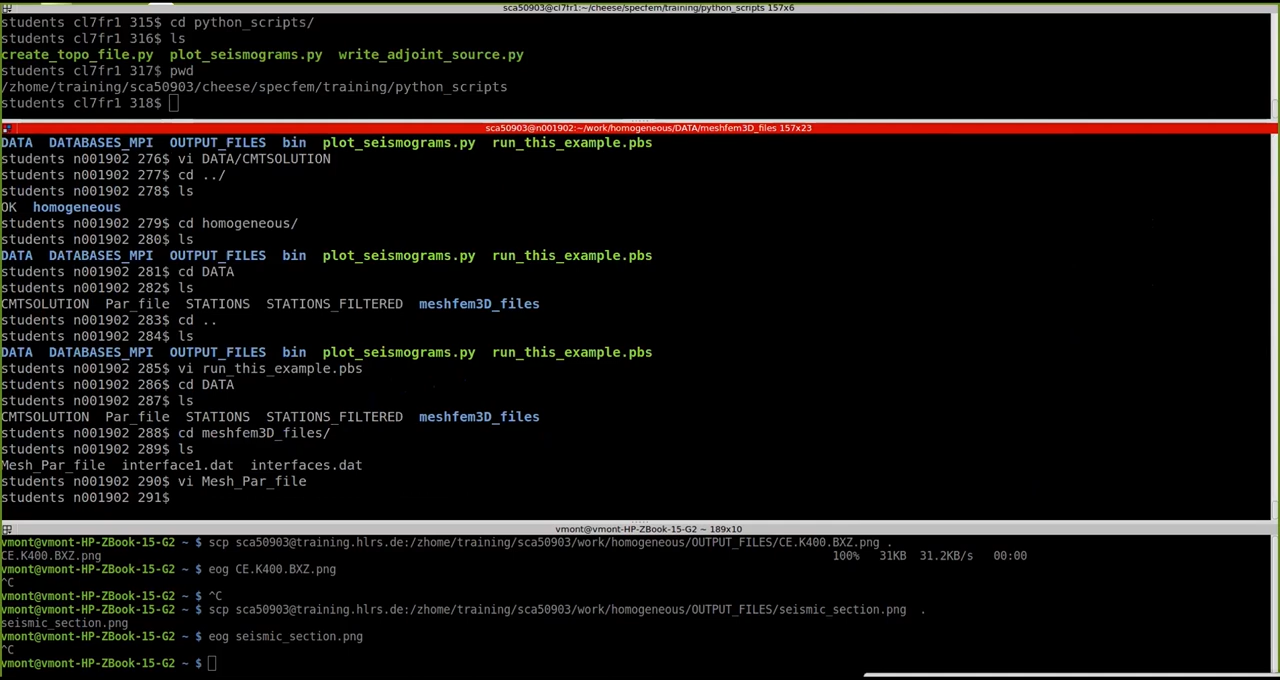 sca50903@cl7fr1:~/cheese/specfem/training/python_scripts 157x6
students cl7fr1 315$ cd python_scripts/
students cl7fr1 316$ ls
create_topo_file.py  plot_seismograms.py  write_adjoint_source.py
students cl7fr1 317$ pwd
/zhome/training/sca50903/cheese/specfem/training/python_scripts
students cl7fr1 318$
sca50903@n001902:~/work/homogeneous/DATA/meshfem3D_files 157x23
DATA  DATABASES_MPI  OUTPUT_FILES  bin  plot_seismograms.py  run_this_example.pbs
students n001902 276$ vi DATA/CMTSOLUTION
students n001902 277$ cd ../
students n001902 278$ ls
OK  homogeneous
students n001902 279$ cd homogeneous/
students n001902 280$ ls
DATA  DATABASES_MPI  OUTPUT_FILES  bin  plot_seismograms.py  run_this_example.pbs
students n001902 281$ cd DATA
students n001902 282$ ls
CMTSOLUTION  Par_file  STATIONS  STATIONS_FILTERED  meshfem3D_files
students n001902 283$ cd ..
students n001902 284$ ls
DATA  DATABASES_MPI  OUTPUT_FILES  bin  plot_seismograms.py  run_this_example.pbs
students n001902 285$ vi run_this_example.pbs
students n001902 286$ cd DATA
students n001902 287$ ls
CMTSOLUTION  Par_file  STATIONS  STATIONS_FILTERED  meshfem3D_files
students n001902 288$ cd meshfem3D_files/
students n001902 289$ ls
Mesh_Par_file  interface1.dat  interfaces.dat
students n001902 290$ vi Mesh_Par_file
students n001902 291$
vmont@vmont-HP-ZBook-15-G2 ~ 189x10
vmont@vmont-HP-ZBook-15-G2 ~ $ scp sca50903@training.hlrs.de:/zhome/training/sca50903/work/homogeneous/OUTPUT_FILES/CE.K400.BXZ.png .
CE.K400.BXZ.png  100%  31KB  31.2KB/s  00:00
vmont@vmont-HP-ZBook-15-G2 ~ $ eog CE.K400.BXZ.png
^C
vmont@vmont-HP-ZBook-15-G2 ~ $ ^C
vmont@vmont-HP-ZBook-15-G2 ~ $ scp sca50903@training.hlrs.de:/zhome/training/sca50903/work/homogeneous/OUTPUT_FILES/seismic_section.png  .
seismic_section.png
vmont@vmont-HP-ZBook-15-G2 ~ $ eog seismic_section.png
^C
vmont@vmont-HP-ZBook-15-G2 ~ $